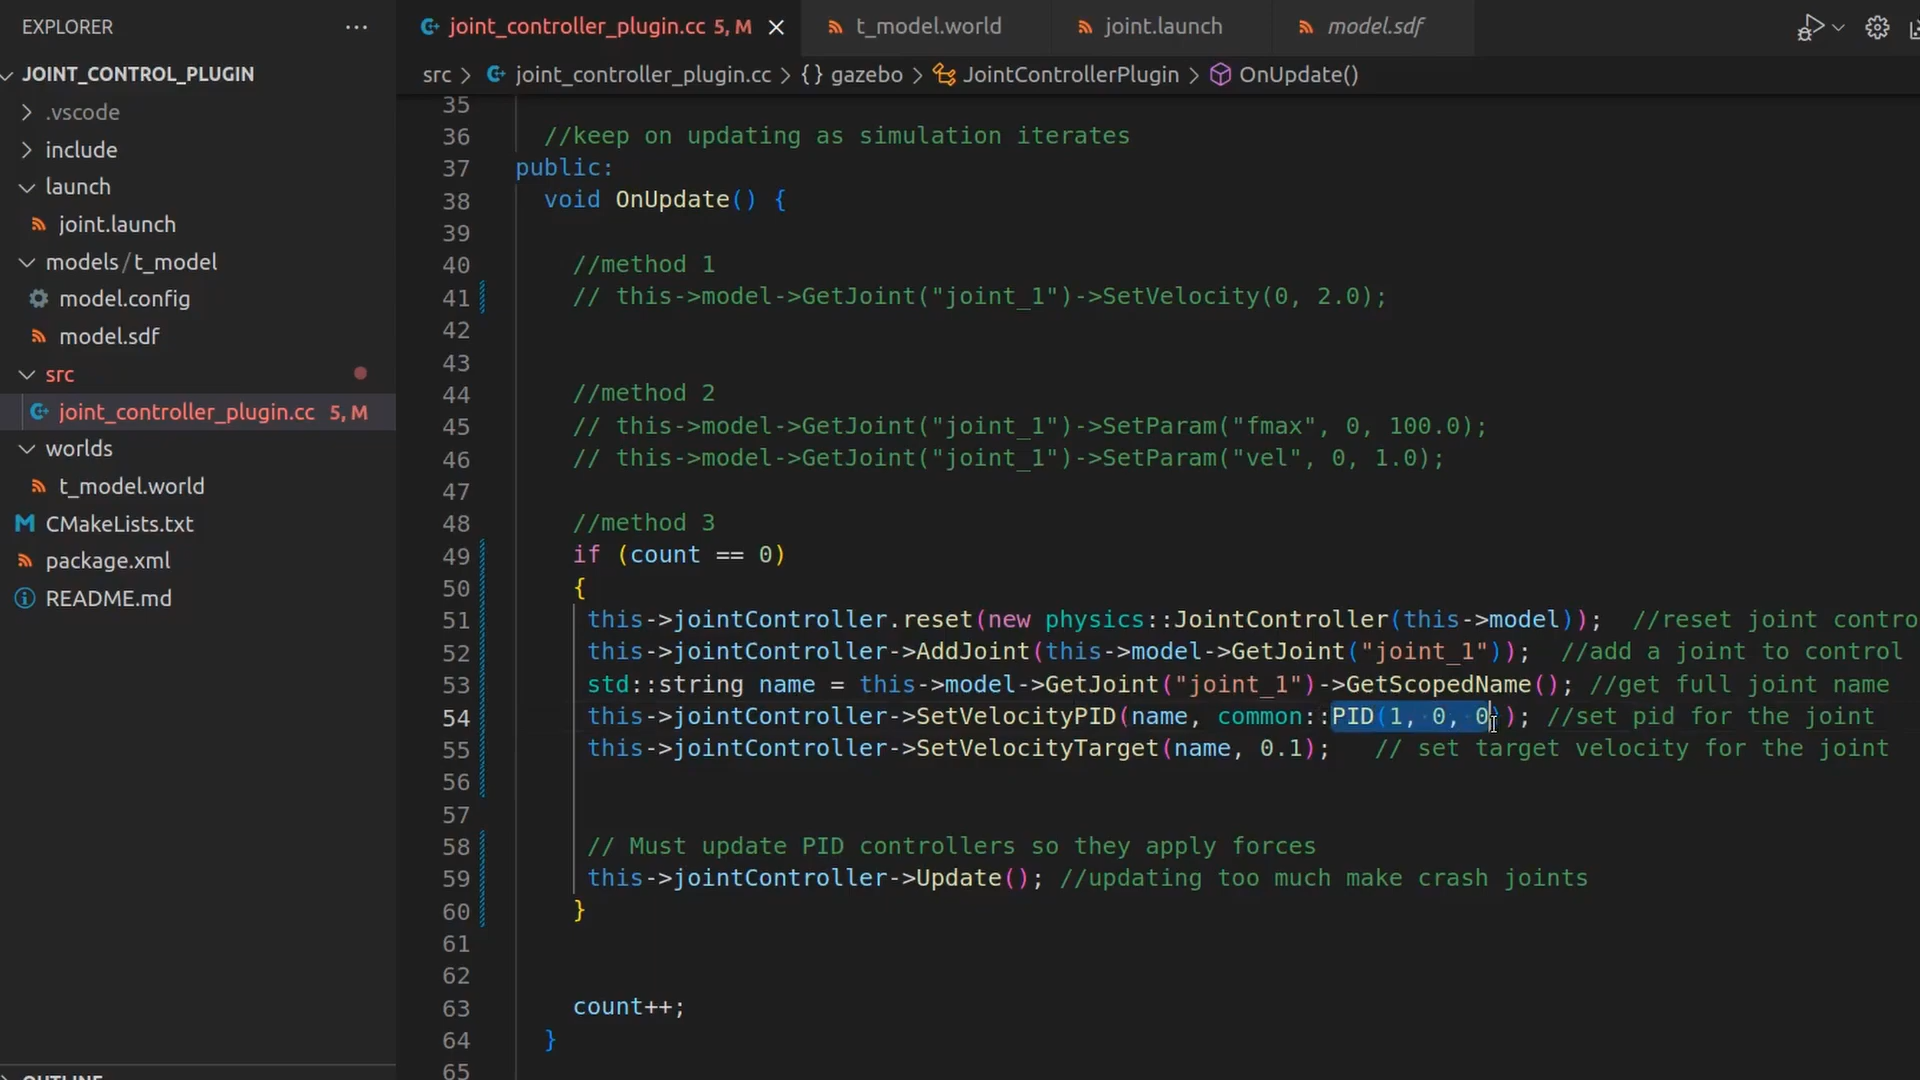 EXPLORER
joint_controller_plugin.cc 5, M
t_model.world
joint.launch
model.sdf
JOINT_CONTROL_PLUGIN
src > joint_controller_plugin.cc > {} gazebo > JointControllerPlugin > OnUpdate()
.vscode
include
launch
joint.launch
models / t_model
model.config
model.sdf
src
joint_controller_plugin.cc 5, M
worlds
t_model.world
CMakeLists.txt
package.xml
README.md
35
36 //keep on updating as simulation iterates
37 public:
38 void OnUpdate() {
39
40 //method 1
41 // this->model->GetJoint("joint_1")->SetVelocity(0, 2.0);
42
43
44 //method 2
45 // this->model->GetJoint("joint_1")->SetParam("fmax", 0, 100.0);
46 // this->model->GetJoint("joint_1")->SetParam("vel", 0, 1.0);
47
48 //method 3
49 if (count == 0)
50 {
51 this->jointController.reset(new physics::JointController(this->model)); //reset joint contro
52 this->jointController->AddJoint(this->model->GetJoint("joint_1")); //add a joint to control
53 std::string name = this->model->GetJoint("joint_1")->GetScopedName(); //get full joint name
54 this->jointController->SetVelocityPID(name, common::PID(1, 0, 0)); //set pid for the joint
55 this->jointController->SetVelocityTarget(name, 0.1); // set target velocity for the joint
56
57
58 // Must update PID controllers so they apply forces
59 this->jointController->Update(); //updating too much make crash joints
60 }
61
62
63 count++;
64 }
65
OUTLINE